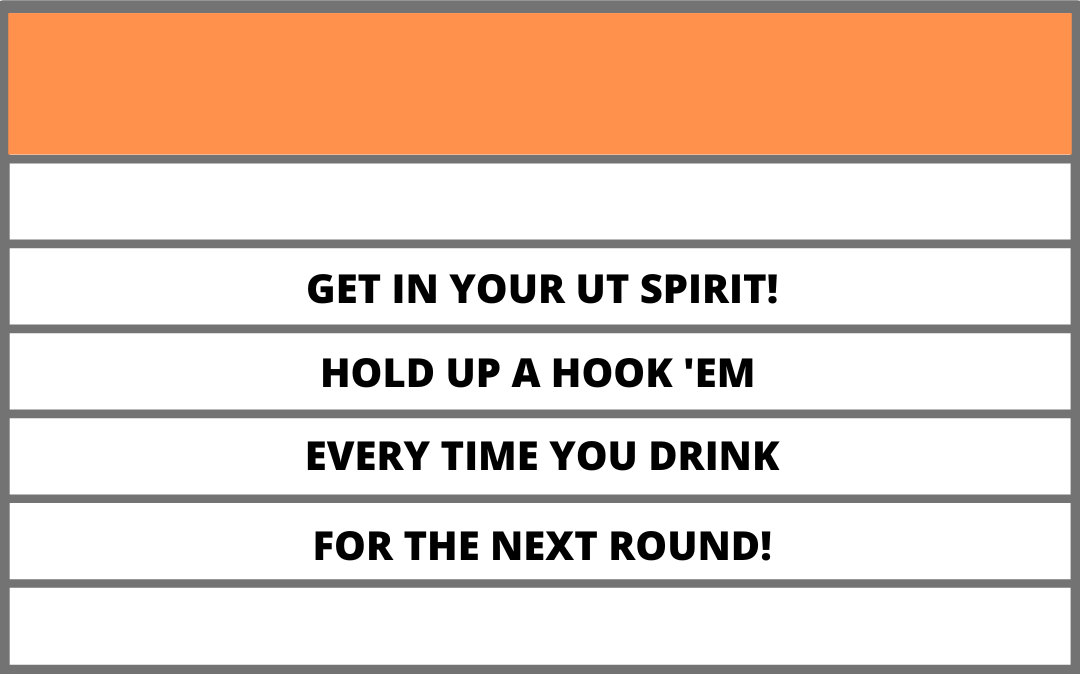 GET IN YOUR UT SPIRIT!
HOLD UP A HOOK 'EM
EVERY TIME YOU DRINK
FOR THE NEXT ROUND!